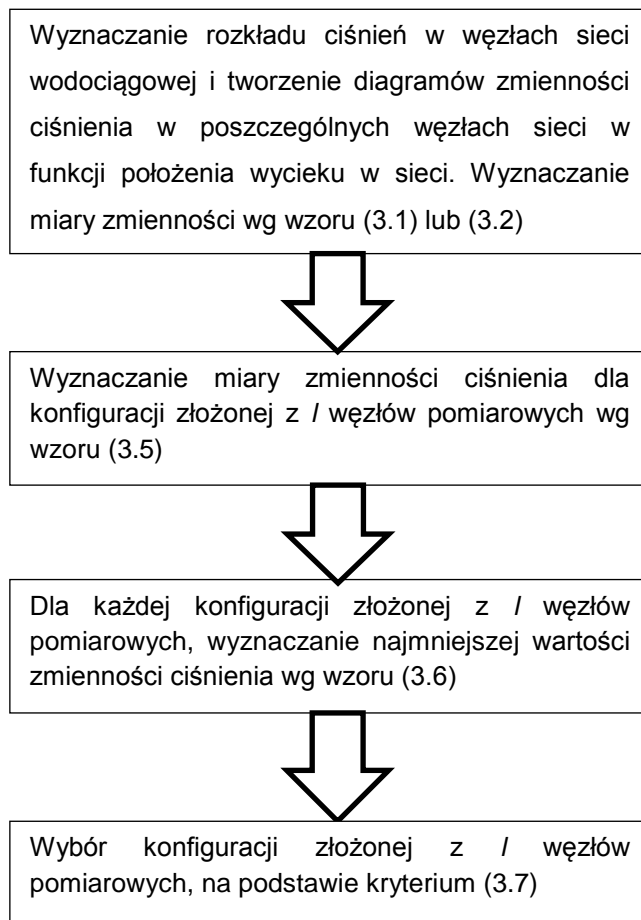 Wyznaczanie rozkładu ciśnień w węzłach sieci
wodociągowej i tworzenie diagramów zmienności
ciśnienia w poszczególnych węzłach sieci w
funkcji położenia wycieku w sieci. Wyznaczanie
miary zmienności wg wzoru (3.1) lub (3.2)
Wyznaczanie miary zmienności ciśnienia dla
konfiguracji złożonej z l węzłów pomiarowych wg
wzoru (3.5)
Dla każdej konfiguracji złożonej z l węzłów
pomiarowych, wyznaczanie najmniejszej wartości
zmienności ciśnienia wg wzoru (3.6)
Wybór konfiguracji złożonej z l węzłów
pomiarowych, na podstawie kryterium (3.7)